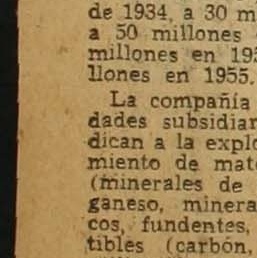 de 1934, a 30 m
a 50 millones
millones en 195
llones en 1955.
La compañía
dades subsidiar
dican a la explo
miento de mate
(minerales de
ganeso, minera
cos, fundentes,
tibles (carbón,